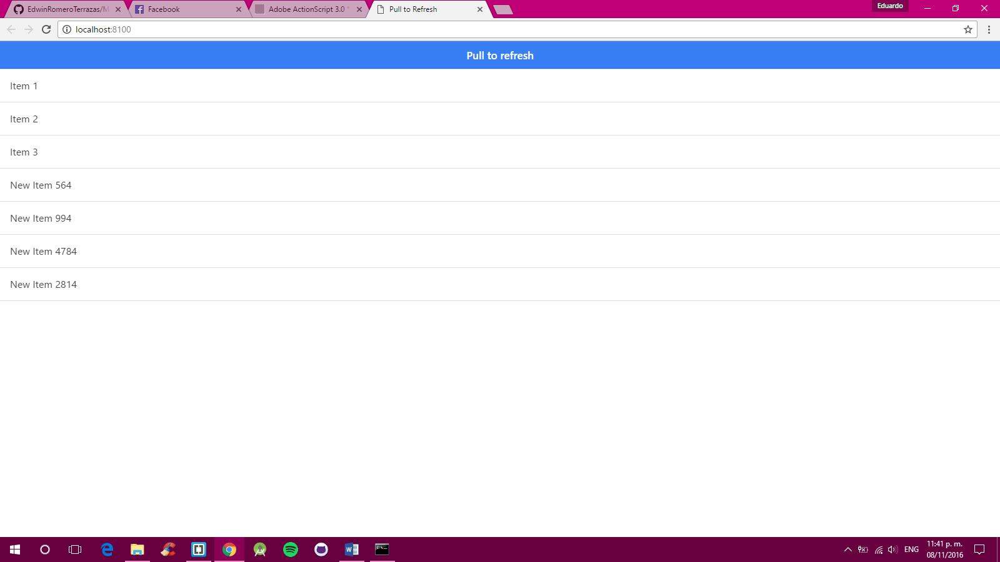 EdwinRomeroTerrazas/M
Facebook
Adobe ActionScript 3.0
Pull to Refresh
Eduardo
localhost:8100
Pull to refresh
Item 1
Item 2
Item 3
New Item 564
New Item 994
New Item 4784
New Item 2814
ENG
11:41 p. m.
08/11/2016